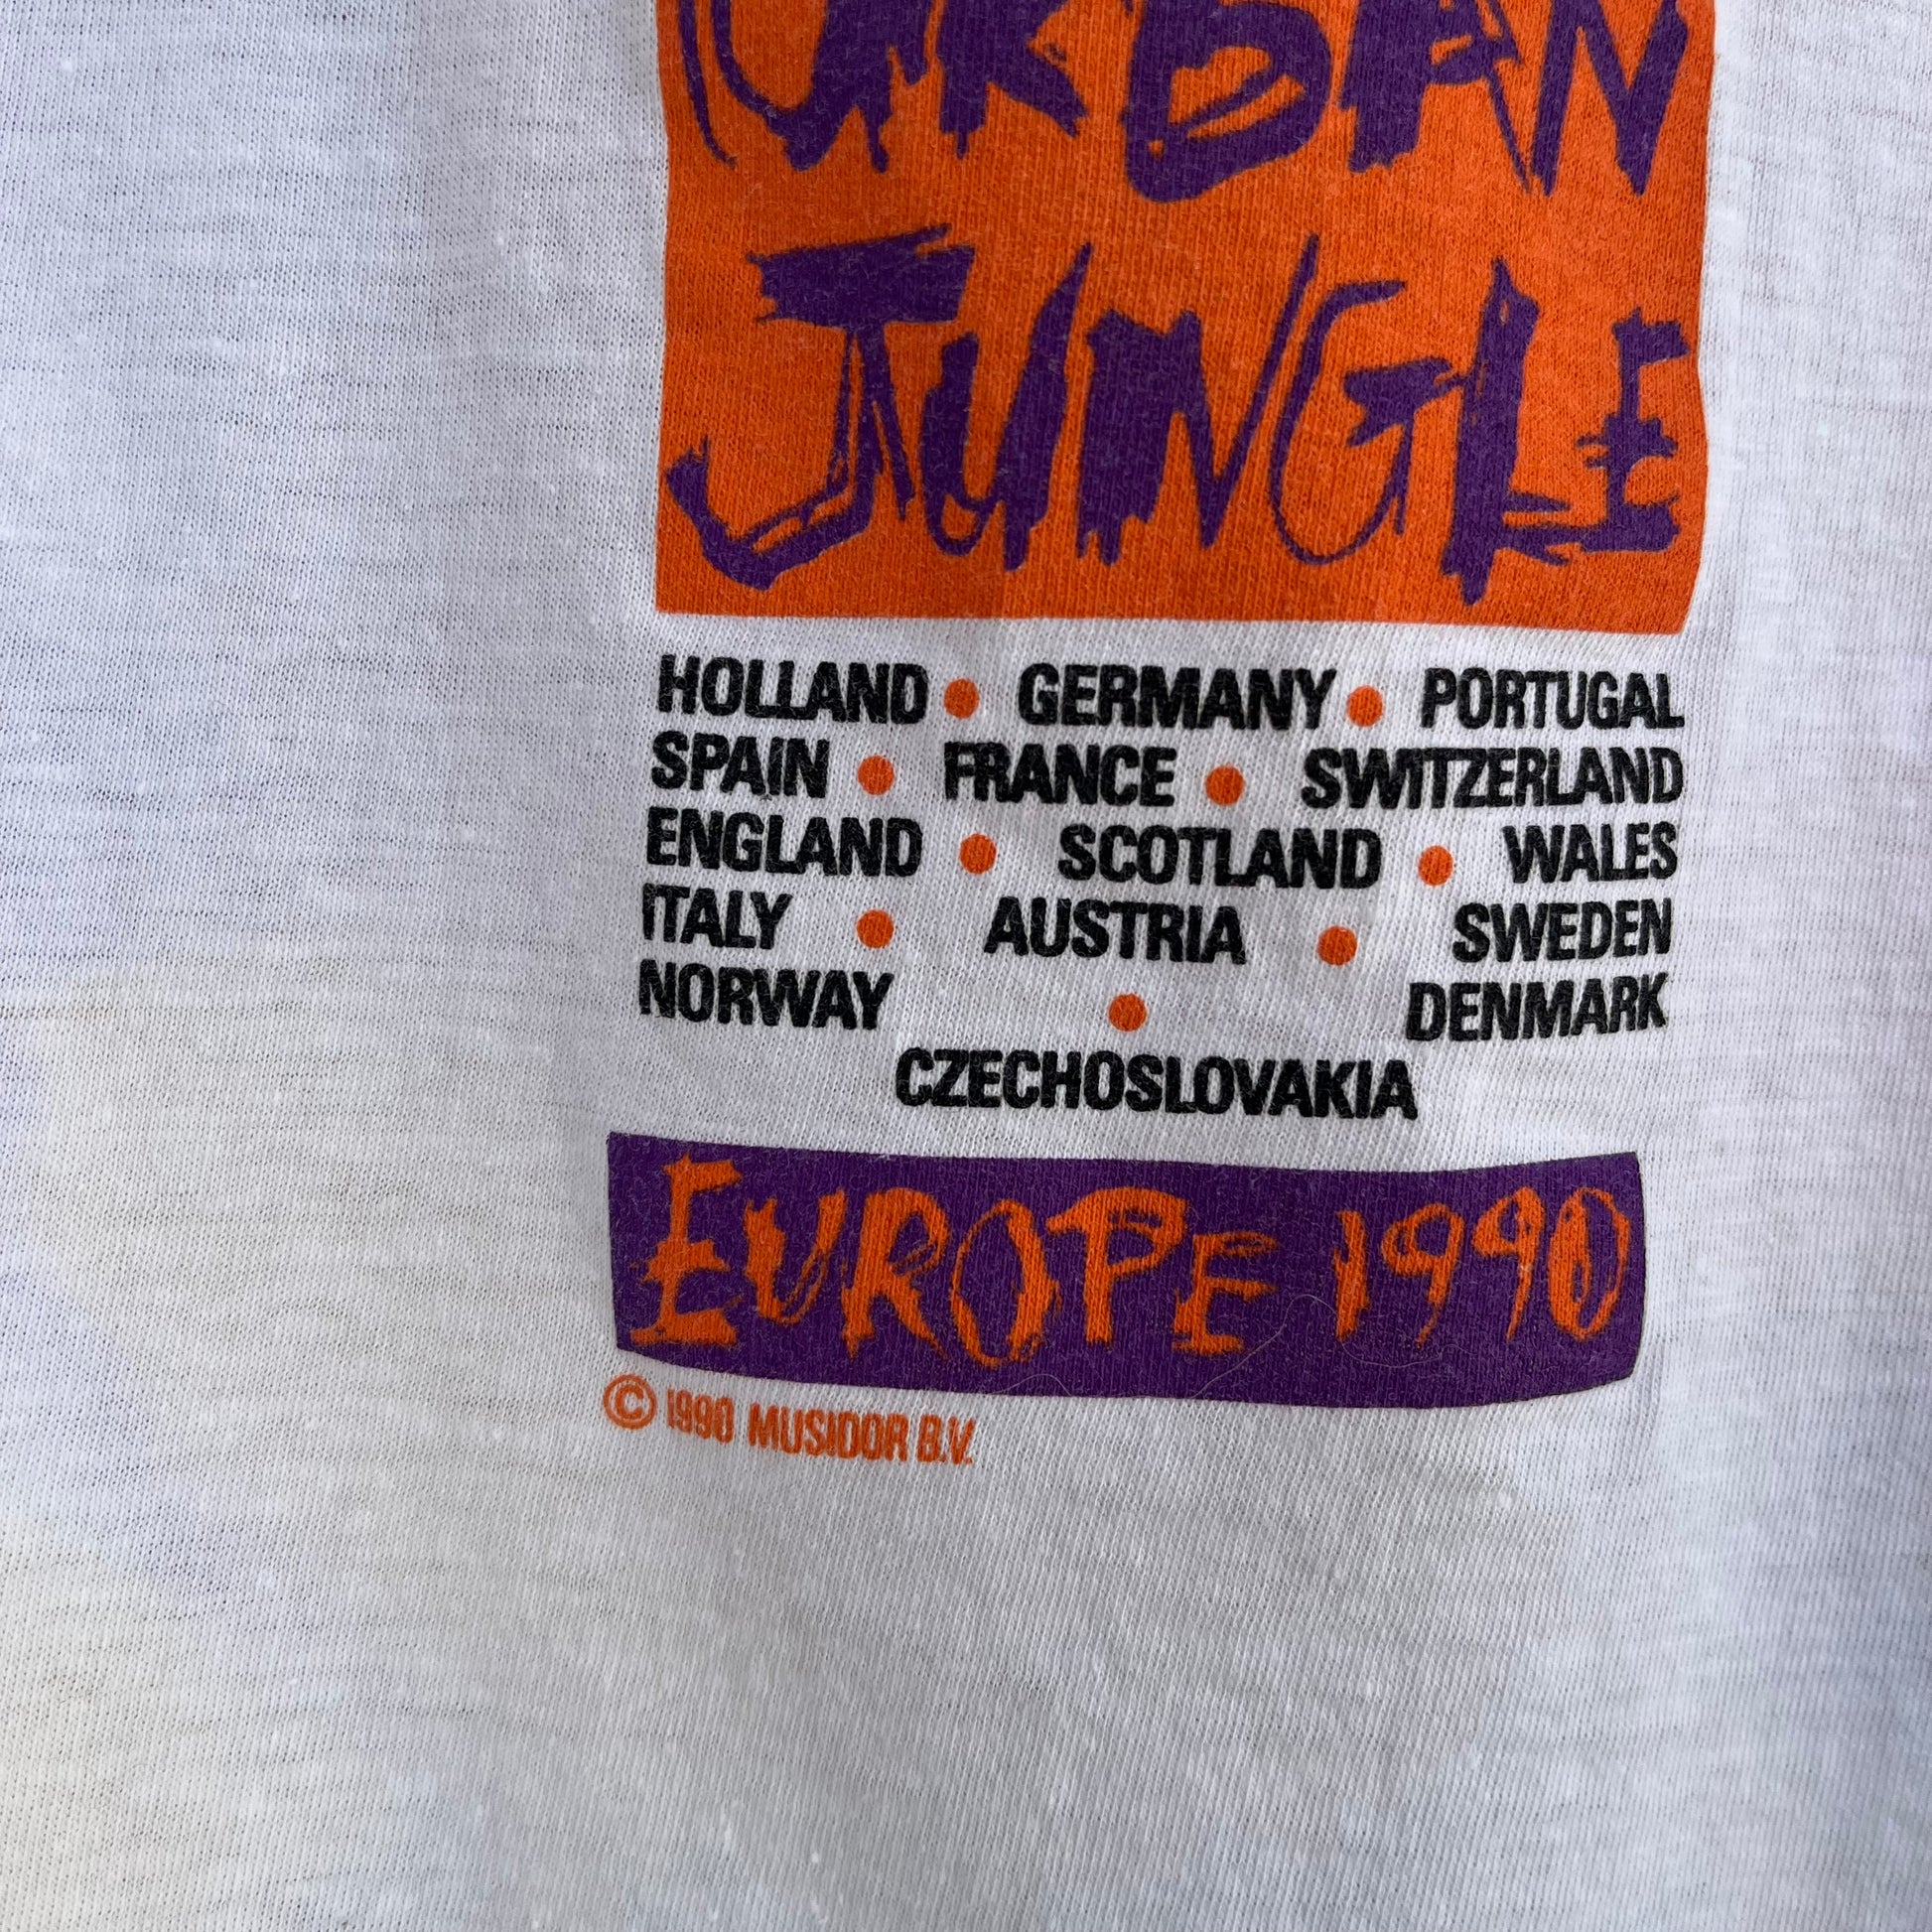 URBAN
JUNGLE
HOLLAND • GERMANY • PORTUGAL
SPAIN • FRANCE • SWITZERLAND
ENGLAND • SCOTLAND • WALES
ITALY • AUSTRIA • SWEDEN
NORWAY • DENMARK
CZECHOSLOVAKIA
EUROPE 1990
© 1990 MUSIDOR B.V.